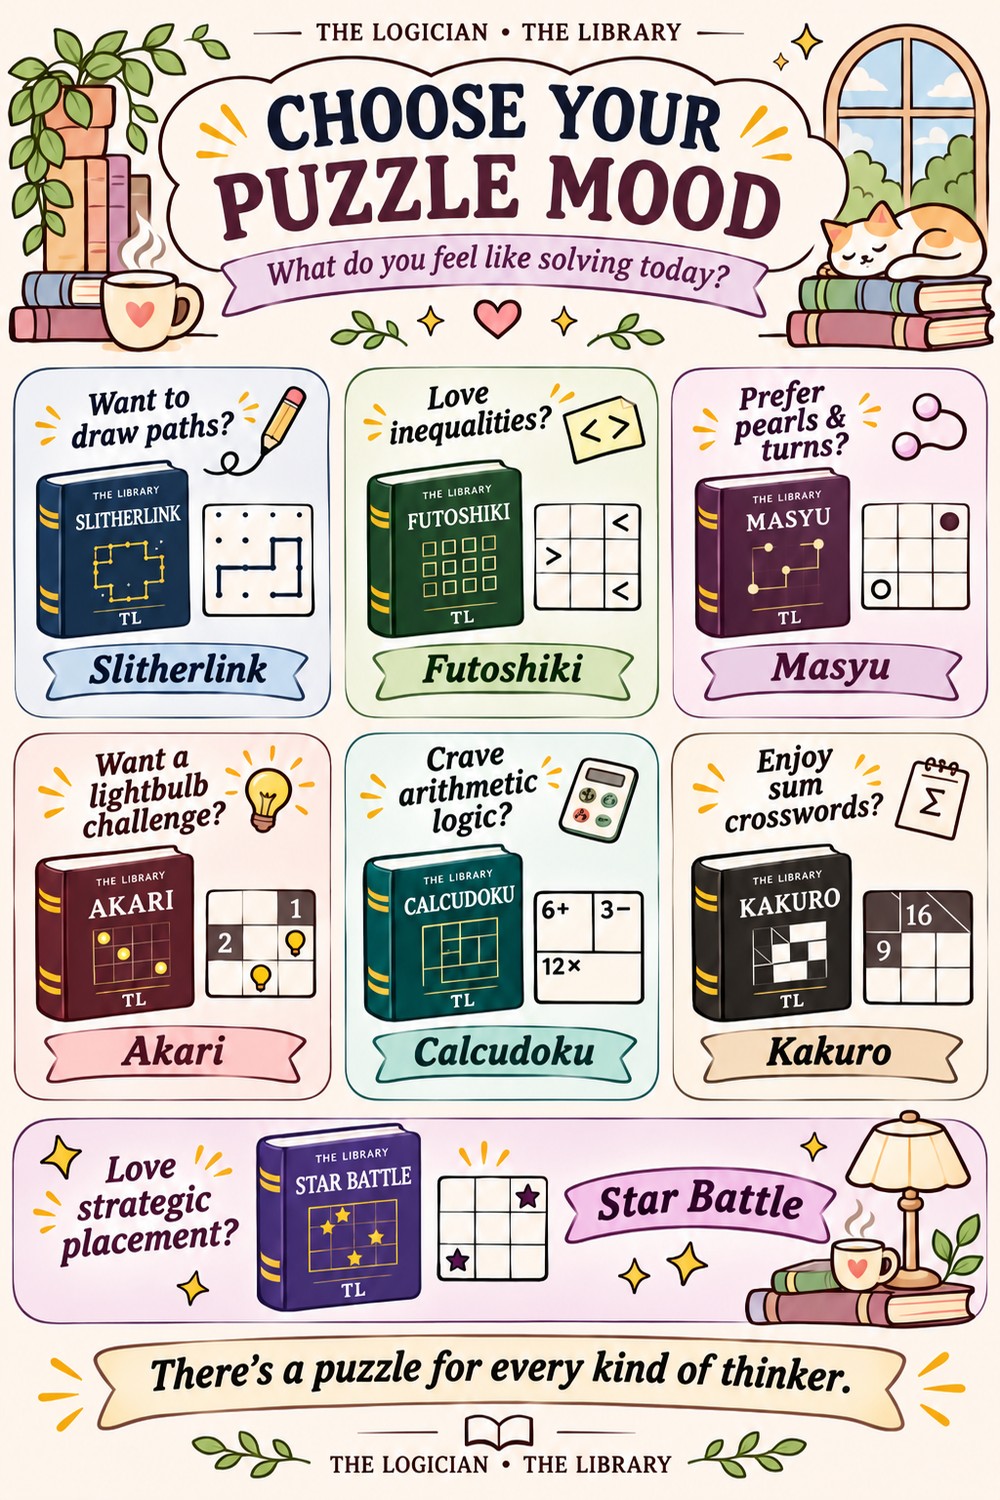 THE LOGICIAN • THE LIBRARY
CHOOSE YOUR
PUZZLE MOOD
What do you feel like solving today?
Want to
draw paths?
THE LIBRARY
SLITHERLINK
TL
Slitherlink
Love
inequalities?
< >
THE LIBRARY
FUTOSHIKI
TL
<
>
<
Futoshiki
Prefer
pearls &
turns?
THE LIBRARY
MASYU
TL
Masyu
Want a
lightbulb
challenge?
THE LIBRARY
AKARI
TL
1
2
Akari
Crave
arithmetic
logic?
THE LIBRARY
CALCUDOKU
TL
6+ 3−
12×
Calcudoku
Enjoy
sum
crosswords?
Σ
THE LIBRARY
KAKURO
TL
16
9
Kakuro
Love
strategic
placement?
THE LIBRARY
STAR BATTLE
TL
Star Battle
There's a puzzle for every kind of thinker.
THE LOGICIAN • THE LIBRARY